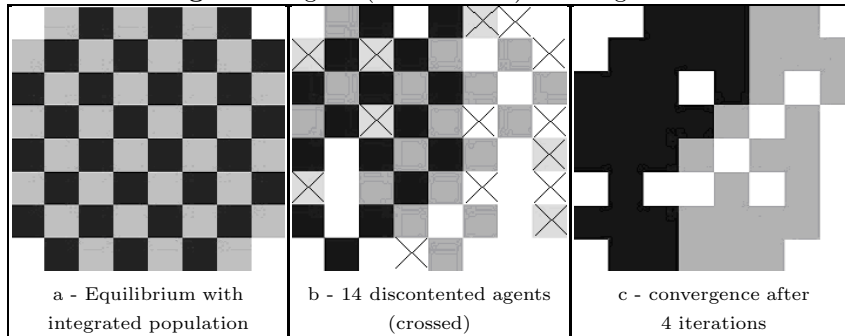 a - Equilibrium with
integrated population
b - 14 discontented agents
(crossed)
c - convergence after
4 iterations